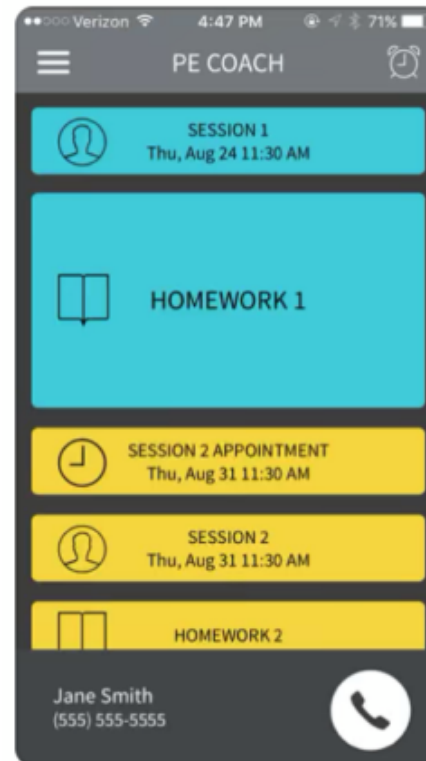 Verizon 4:47 PM 71%
PE COACH
SESSION 1
Thu, Aug 24 11:30 AM
HOMEWORK 1
SESSION 2 APPOINTMENT
Thu, Aug 31 11:30 AM
SESSION 2
Thu, Aug 31 11:30 AM
HOMEWORK 2
Jane Smith
(555) 555-5555